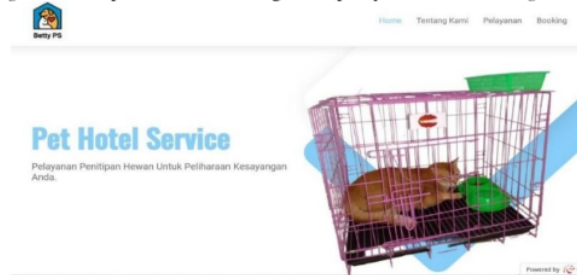 Betty PS
Home Tentang Kami Pelayanan Booking
Pet Hotel Service
Pelayanan Penitipan Hewan Untuk Peliharaan Kesayangan
Anda.
Powered by